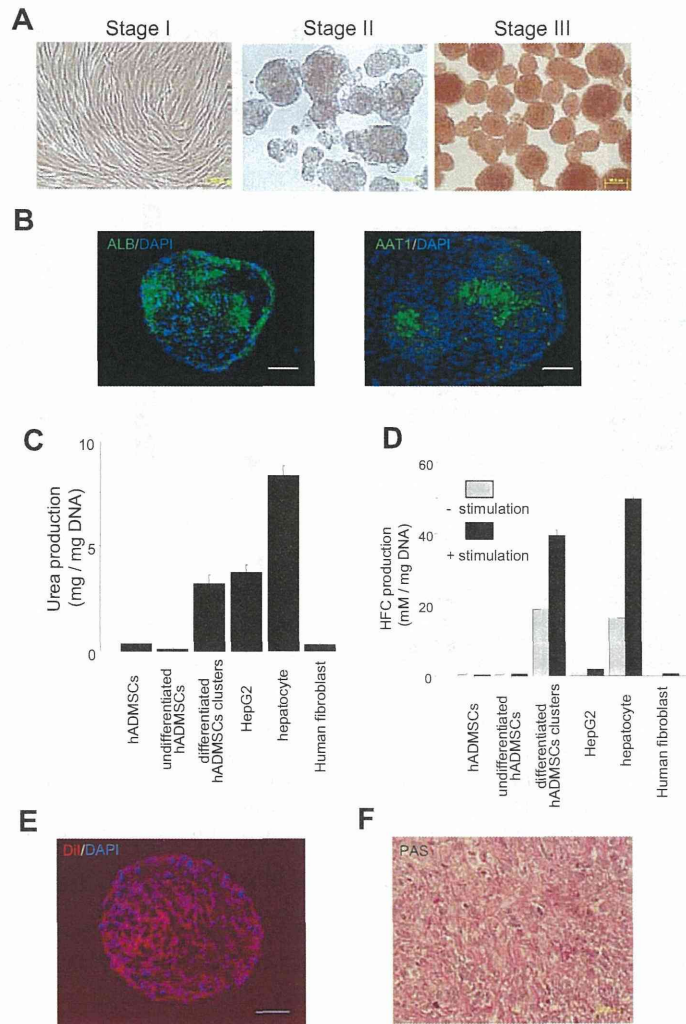 A
Stage I
Stage II
Stage III
B
ALB/DAPI
AAT1/DAPI
C
Urea production
(mg / mg DNA)
10
5
0
hADMSCs
undifferentiated
hADMSCs
differentiated
hADMSCs clusters
HepG2
hepatocyte
Human fibroblast
D
HFC production
(mM / mg DNA)
60
40
20
0
- stimulation
+ stimulation
hADMSCs
undifferentiated
hADMSCs
differentiated
hADMSCs clusters
HepG2
hepatocyte
Human fibroblast
E
DiI/DAPI
F
PAS